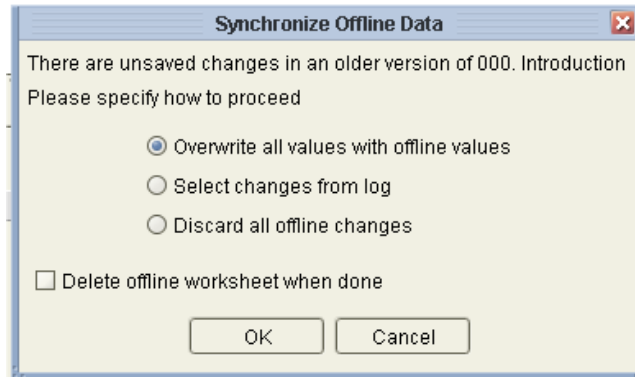 Synchronize Offline Data
There are unsaved changes in an older version of 000. Introduction
Please specify how to proceed
Overwrite all values with offline values
Select changes from log
Discard all offline changes
Delete offline worksheet when done
OK
Cancel